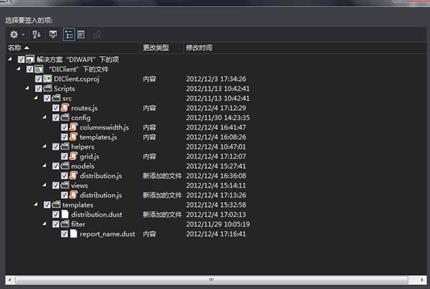 选择要签入的项:
名称 更改类型 修改时间
解决方案 "DIWAPI" 下的项
"DIClient" 下的文件
DIClient.csproj 内容 2012/12/3 17:34:26
Scripts 2012/11/13 10:42:41
src 2012/11/13 10:42:41
routes.js 内容 2012/12/4 17:12:29
config 2012/11/30 14:23:35
columnswidth.js 内容 2012/12/4 16:41:47
templates.js 内容 2012/12/4 16:08:26
helpers 2012/12/4 10:47:01
grid.js 内容 2012/12/4 17:12:07
models 2012/12/4 15:27:41
distribution.js 新添加的文件 2012/12/4 16:36:08
views 2012/12/4 15:14:11
distribution.js 新添加的文件 2012/12/4 17:13:26
templates 2012/12/4 15:32:58
distribution.dust 新添加的文件 2012/12/4 17:02:13
filter 2012/11/29 10:05:19
report_name.dust 内容 2012/12/4 17:16:41